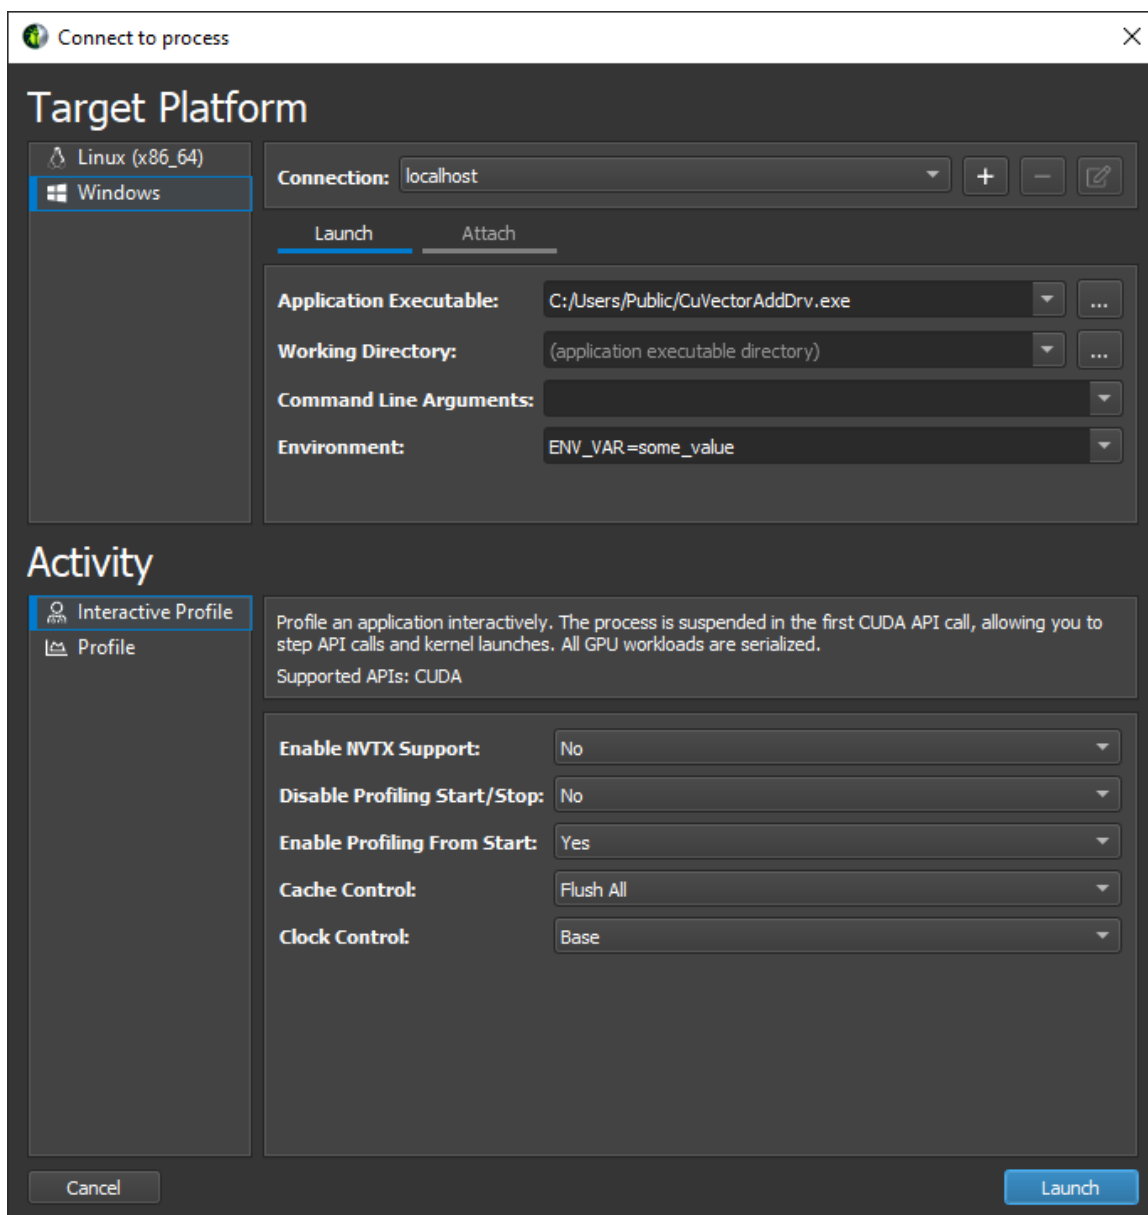 Connect to process
Target Platform
Linux (x86_64)
Windows
Connection: localhost
Launch Attach
Application Executable: C:/Users/Public/CuVectorAddDrv.exe ...
Working Directory: (application executable directory) ...
Command Line Arguments:
Environment: ENV_VAR=some_value
Activity
Interactive Profile
Profile
Profile an application interactively. The process is suspended in the first CUDA API call, allowing you to
step API calls and kernel launches. All GPU workloads are serialized.
Supported APIs: CUDA
Enable NVTX Support: No
Disable Profiling Start/Stop: No
Enable Profiling From Start: Yes
Cache Control: Flush All
Clock Control: Base
Cancel Launch